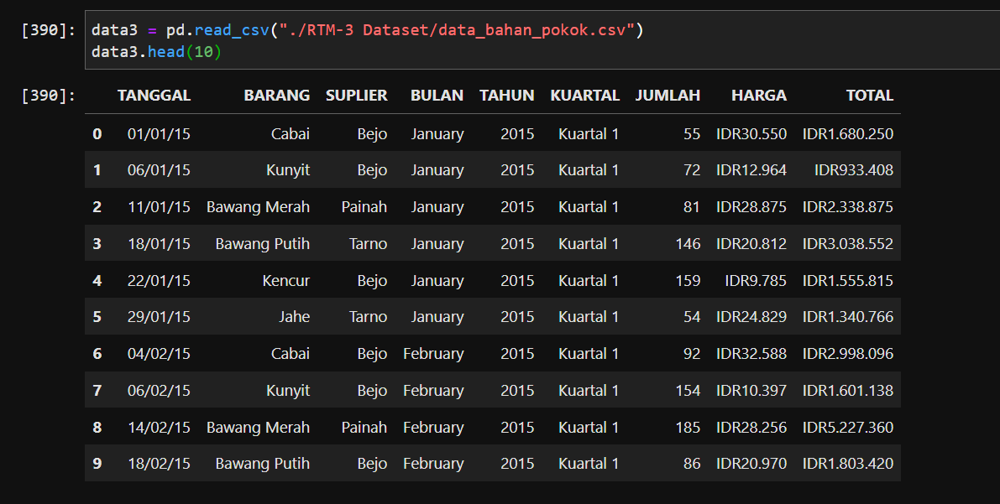 [390]: data3 = pd.read_csv("./RTM-3 Dataset/data_bahan_pokok.csv")
data3.head(10)
[390]: TANGGAL BARANG SUPLIER BULAN TAHUN KUARTAL JUMLAH HARGA TOTAL
0 01/01/15 Cabai Bejo January 2015 Kuartal 1 55 IDR30.550 IDR1.680.250
1 06/01/15 Kunyit Bejo January 2015 Kuartal 1 72 IDR12.964 IDR933.408
2 11/01/15 Bawang Merah Painah January 2015 Kuartal 1 81 IDR28.875 IDR2.338.875
3 18/01/15 Bawang Putih Tarno January 2015 Kuartal 1 146 IDR20.812 IDR3.038.552
4 22/01/15 Kencur Bejo January 2015 Kuartal 1 159 IDR9.785 IDR1.555.815
5 29/01/15 Jahe Tarno January 2015 Kuartal 1 54 IDR24.829 IDR1.340.766
6 04/02/15 Cabai Bejo February 2015 Kuartal 1 92 IDR32.588 IDR2.998.096
7 06/02/15 Kunyit Bejo February 2015 Kuartal 1 154 IDR10.397 IDR1.601.138
8 14/02/15 Bawang Merah Painah February 2015 Kuartal 1 185 IDR28.256 IDR5.227.360
9 18/02/15 Bawang Putih Bejo February 2015 Kuartal 1 86 IDR20.970 IDR1.803.420